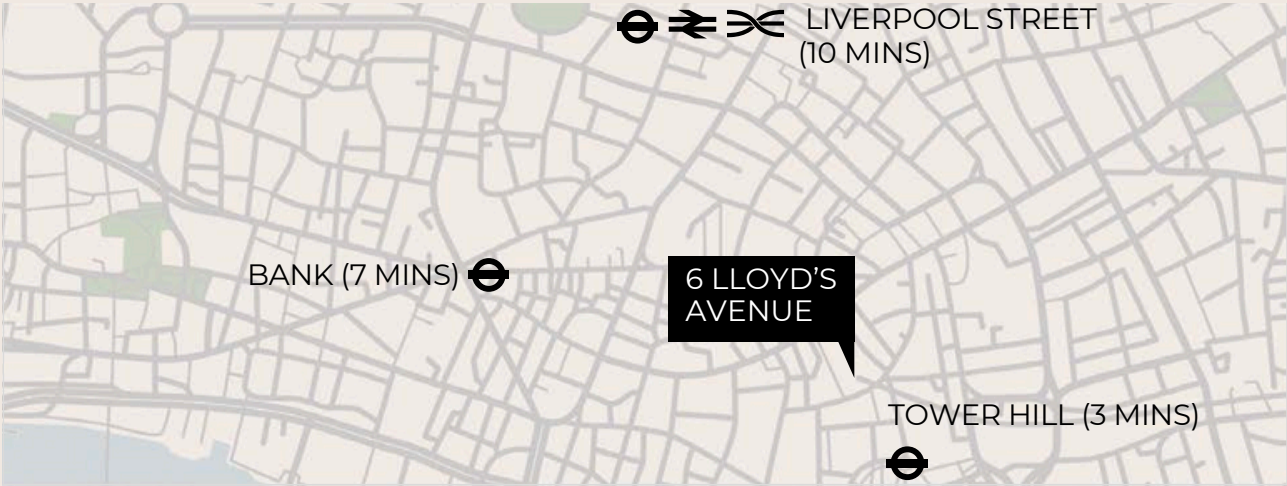 LIVERPOOL STREET
(10 MINS)
BANK (7 MINS)
6 LLOYD’S
AVENUE
TOWER HILL (3 MINS)